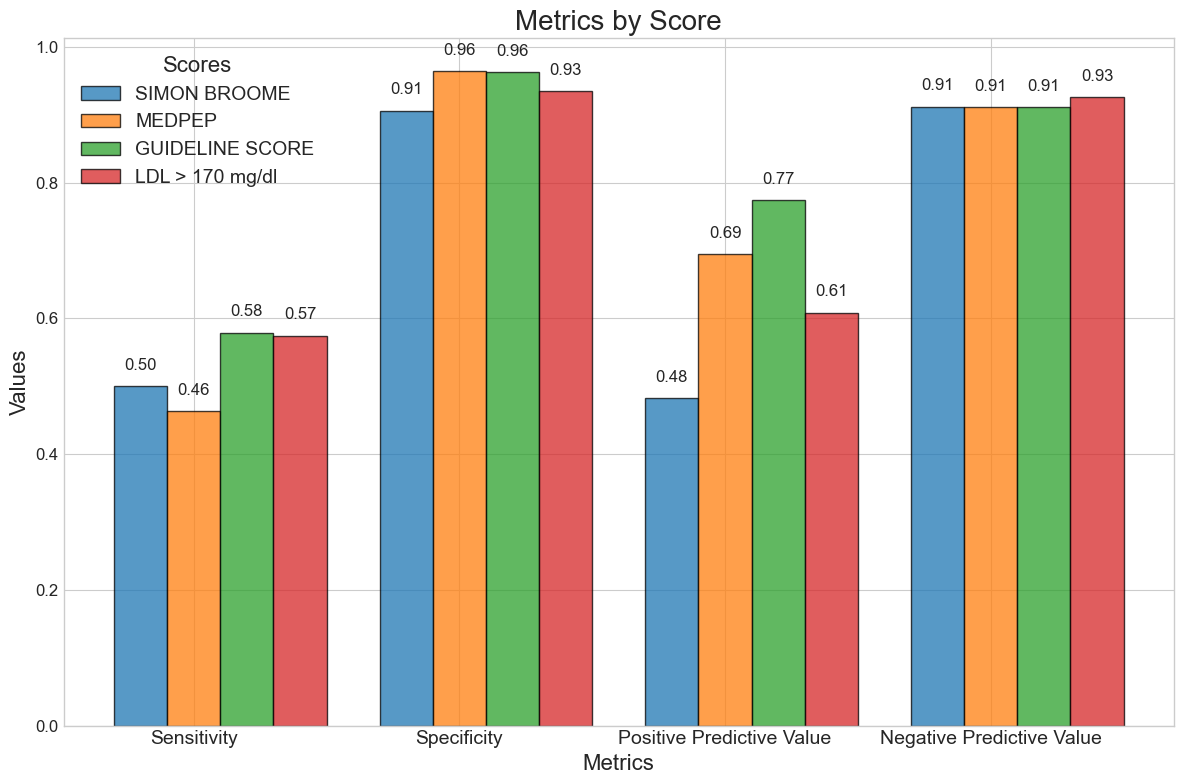 Metrics by Score
Scores
SIMON BROOME
MEDPEP
GUIDELINE SCORE
LDL > 170 mg/dl
Values
1.0
0.8
0.6
0.4
0.2
0.0
0.50
0.46
0.58
0.57
0.91
0.96
0.96
0.93
0.48
0.69
0.77
0.61
0.91
0.91
0.91
0.93
Sensitivity
Specificity
Positive Predictive Value
Negative Predictive Value
Metrics